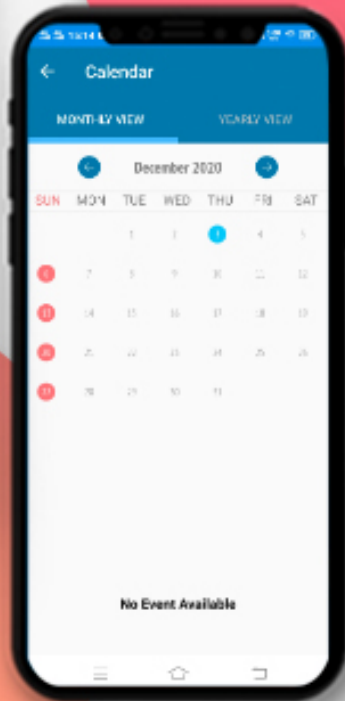 Calendar
MONTHLY VIEW YEARLY VIEW
December 2020
SUN MON TUE WED THU FRI SAT
1 2 3 4 5
6 7 8 9 10 11 12
13 14 15 16 17 18 19
20 21 22 23 24 25 26
27 28 29 30 31
No Event Available